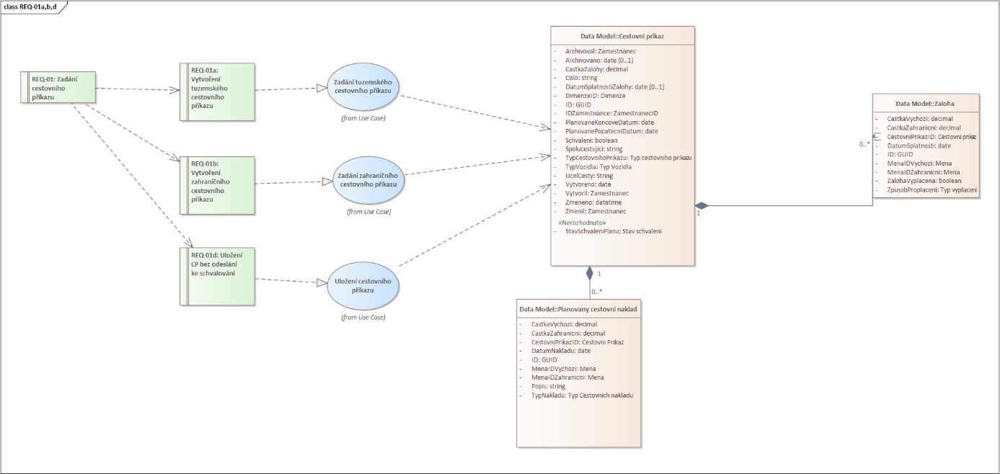 class REQ-01a,b,d
REQ-01: Zadání
cestovního
příkazu
REQ-01a:
Vytvoření
tuzemského
cestovního
příkazu
REQ-01b:
Vytvoření
zahraničního
cestovního
příkazu
REQ-01d: Uložení
CP bez odeslání
ke schvalování
Zadání tuzemského
cestovního příkazu
(from Use Case)
Zadání zahraničního
cestovního příkazu
(from Use Case)
Uložení cestovního
příkazu
(from Use Case)
Data Model::Cestovni prikaz
- Archivoval: Zamestnanec
- Archivovano: date [0..1]
- CastkaZalohy: decimal
- Cislo: string
- DatumSplatnostiZalohy: date [0..1]
- DimenzeID: Dimenze
- ID: GUID
- IDZamestnance: ZamestnanecID
- PlanovaneKoncoveDatum: date
- PlanovanePocatecniDatum: date
- Schvaleni: boolean
- Spolucestujici: string
- TypCestovnihoPrikazu: Typ cestovniho prikazu
- TypVozidla: Typ Vozidla
- UcelCesty: String
- Vytvoreno: date
- Vytvoril: Zamestnanec
- Zmeneno: datetime
- Zmenil: Zamestnanec
«Nerozhodnuto»
- StavSchvaleniPlanu: Stav schvaleni
1
0..*
Data Model::Planovany cestovni naklad
- CastkaVychozi: decimal
- CastkaZahranicni: decimal
- CestovniPrikazID: Cestovni Prikaz
- DatumNakladu: date
- ID: GUID
- MenaIDVychozi: Mena
- MenaIDZahranicni: Mena
- Popis: string
- TypNakladu: Typ Cestovnich nakladu
1
0..*
Data Model::Zaloha
- CastkaVychozi: decimal
- CastkaZahranicni: decimal
- CestovniPrikazID: Cestovni prikaz
- DatumSplatnosti: date
- ID: GUID
- MenaIDVychozi: Mena
- MenaIDZahranicni: Mena
- ZalohaVyplacena: boolean
- ZpusobProplaceni: Typ vyplaceni